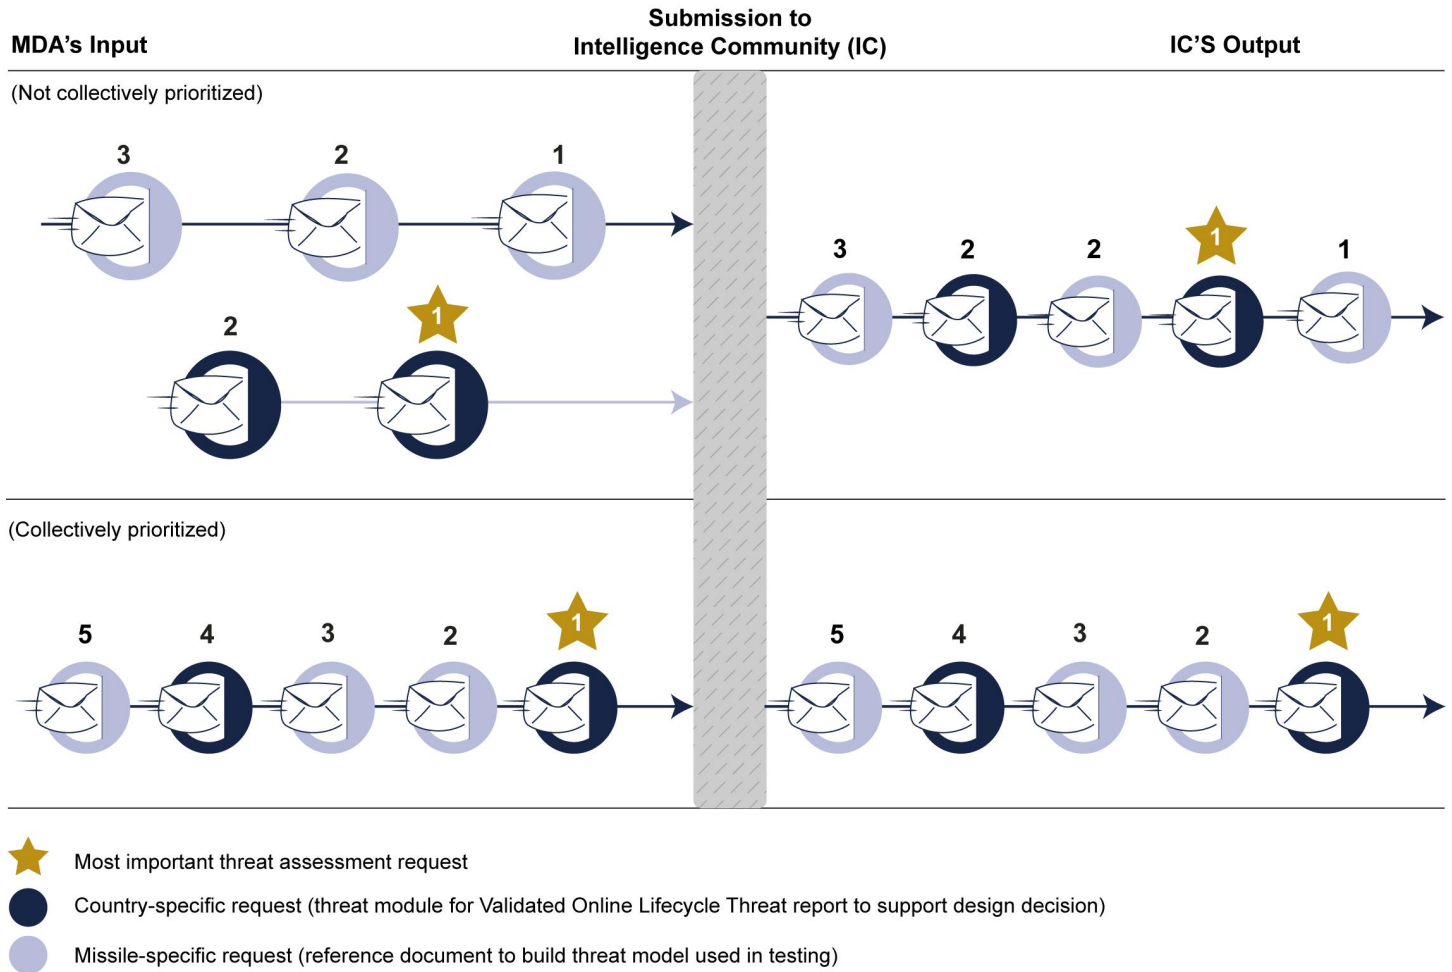 MDA's Input
Submission to
Intelligence Community (IC)
IC'S Output
(Not collectively prioritized)
3 2 1
2 1
3 2 2 1 1
(Collectively prioritized)
5 4 3 2 1
5 4 3 2 1
Most important threat assessment request
Country-specific request (threat module for Validated Online Lifecycle Threat report to support design decision)
Missile-specific request (reference document to build threat model used in testing)